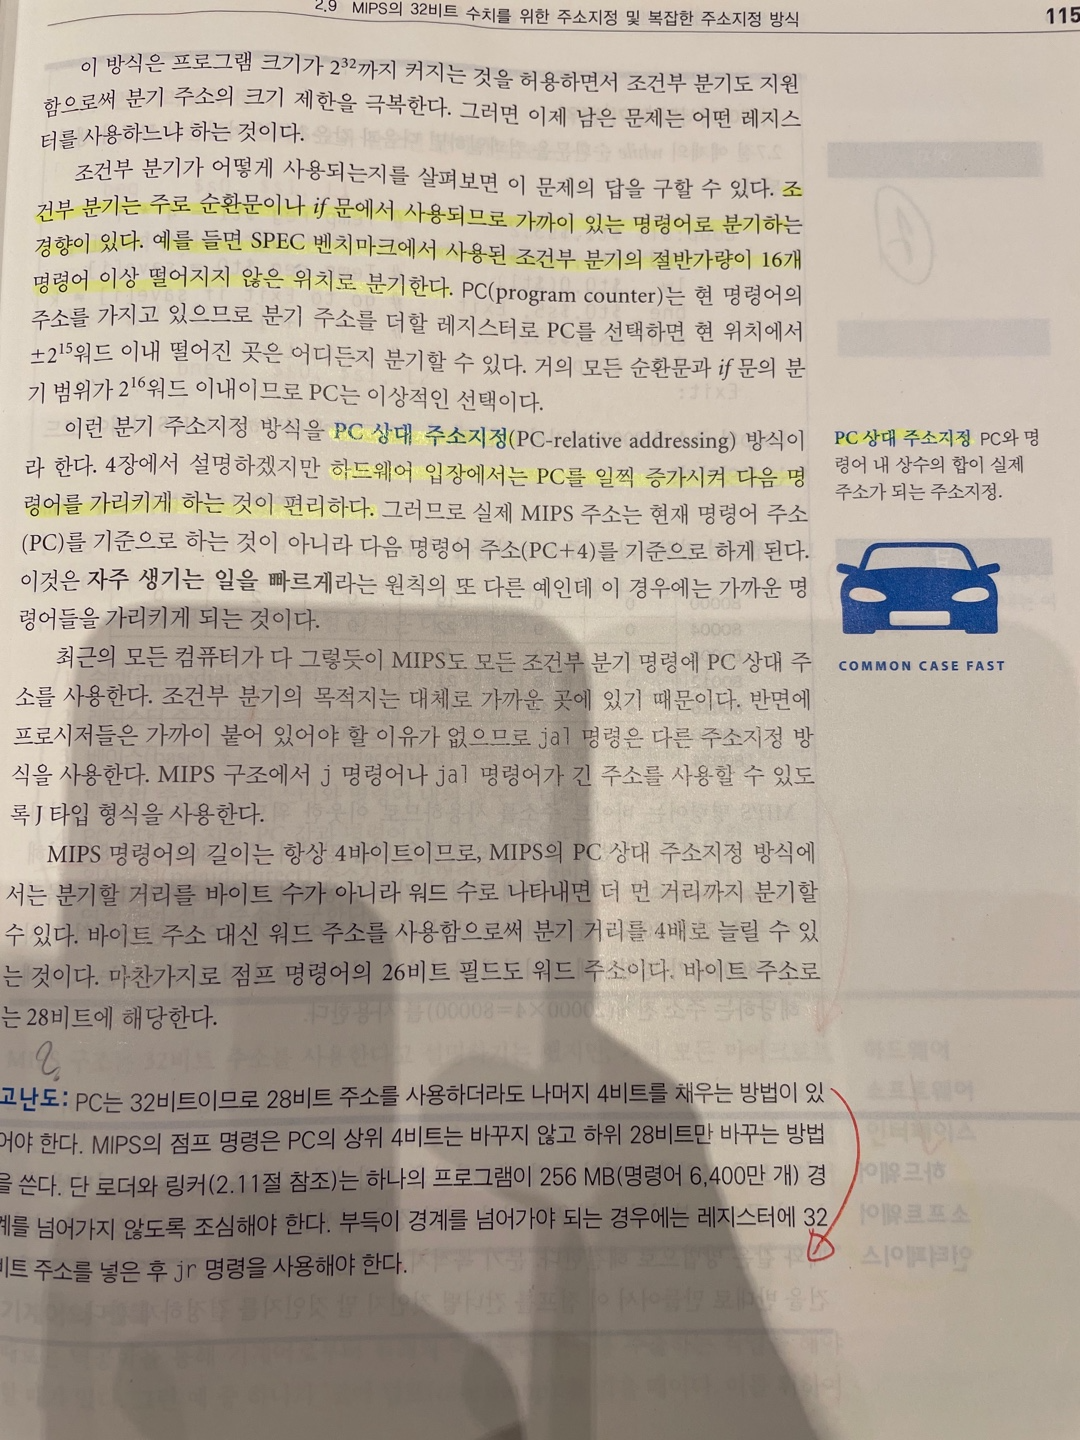 2.9 MIPS의 32비트 수치를 위한 주소지정 및 복잡한 주소지정 방식
115
이 방식은 프로그램 크기가 2³²까지 커지는 것을 허용하면서 조건부 분기도 지원
함으로써 분기 주소의 크기 제한을 극복한다. 그러면 이제 남은 문제는 어떤 레지스
터를 사용하느냐 하는 것이다.
조건부 분기가 어떻게 사용되는지를 살펴보면 이 문제의 답을 구할 수 있다. 조
건부 분기는 주로 순환문이나 if 문에서 사용되므로 가까이 있는 명령어로 분기하는
경향이 있다. 예를 들면 SPEC 벤치마크에서 사용된 조건부 분기의 절반가량이 16개
명령어 이상 떨어지지 않은 위치로 분기한다. PC(program counter)는 현 명령어의
주소를 가지고 있으므로 분기 주소를 더할 레지스터로 PC를 선택하면 현 위치에서
±2¹⁵워드 이내 떨어진 곳은 어디든지 분기할 수 있다. 거의 모든 순환문과 if 문의 분
기 범위가 2¹⁶워드 이내이므로 PC는 이상적인 선택이다.
이런 분기 주소지정 방식을 PC 상대 주소지정(PC-relative addressing) 방식이
라 한다. 4장에서 설명하겠지만 하드웨어 입장에서는 PC를 일찍 증가시켜 다음 명
령어를 가리키게 하는 것이 편리하다. 그러므로 실제 MIPS 주소는 현재 명령어 주소
(PC)를 기준으로 하는 것이 아니라 다음 명령어 주소(PC+4)를 기준으로 하게 된다.
이것은 자주 생기는 일을 빠르게라는 원칙의 또 다른 예인데 이 경우에는 가까운 명
령어들을 가리키게 되는 것이다.
PC 상대 주소지정 PC와 명
령어 내 상수의 합이 실제
주소가 되는 주소지정.
COMMON CASE FAST
최근의 모든 컴퓨터가 다 그렇듯이 MIPS도 모든 조건부 분기 명령에 PC 상대 주
소를 사용한다. 조건부 분기의 목적지는 대체로 가까운 곳에 있기 때문이다. 반면에
프로시저들은 가까이 붙어 있어야 할 이유가 없으므로 jal 명령은 다른 주소지정 방
식을 사용한다. MIPS 구조에서 j 명령어나 jal 명령어가 긴 주소를 사용할 수 있도
록 J 타입 형식을 사용한다.
MIPS 명령어의 길이는 항상 4바이트이므로, MIPS의 PC 상대 주소지정 방식에
서는 분기할 거리를 바이트 수가 아니라 워드 수로 나타내면 더 먼 거리까지 분기할
수 있다. 바이트 주소 대신 워드 주소를 사용함으로써 분기 거리를 4배로 늘릴 수 있
는 것이다. 마찬가지로 점프 명령어의 26비트 필드도 워드 주소이다. 바이트 주소로
는 28비트에 해당한다.
고난도: PC는 32비트이므로 28비트 주소를 사용하더라도 나머지 4비트를 채우는 방법이 있
어야 한다. MIPS의 점프 명령은 PC의 상위 4비트는 바꾸지 않고 하위 28비트만 바꾸는 방법
을 쓴다. 단 로더와 링커(2.11절 참조)는 하나의 프로그램이 256 MB(명령어 6,400만 개) 경
계를 넘어가지 않도록 조심해야 한다. 부득이 경계를 넘어가야 되는 경우에는 레지스터에 32
비트 주소를 넣은 후 jr 명령을 사용해야 한다.